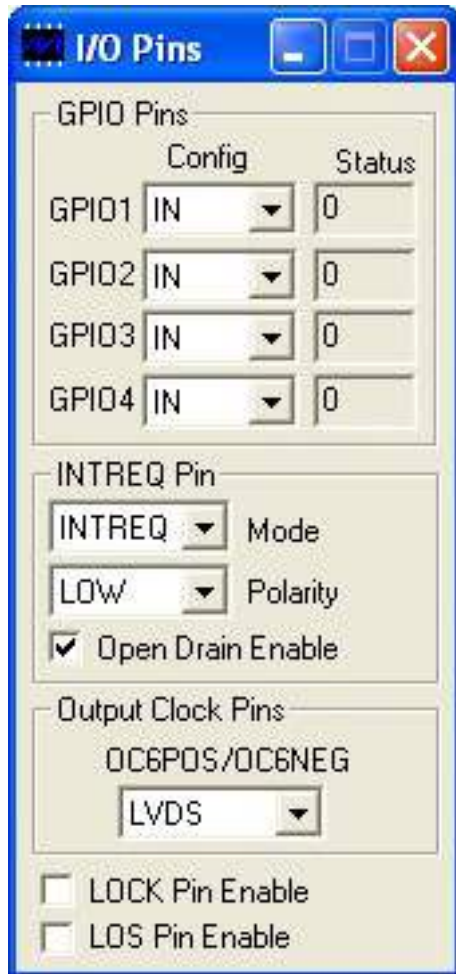 I/O Pins
GPIO Pins
Config Status
GPIO1 IN 0
GPIO2 IN 0
GPIO3 IN 0
GPIO4 IN 0
INTREQ Pin
INTREQ Mode
LOW Polarity
Open Drain Enable
Output Clock Pins
OC6POS/OC6NEG
LVDS
LOCK Pin Enable
LOS Pin Enable